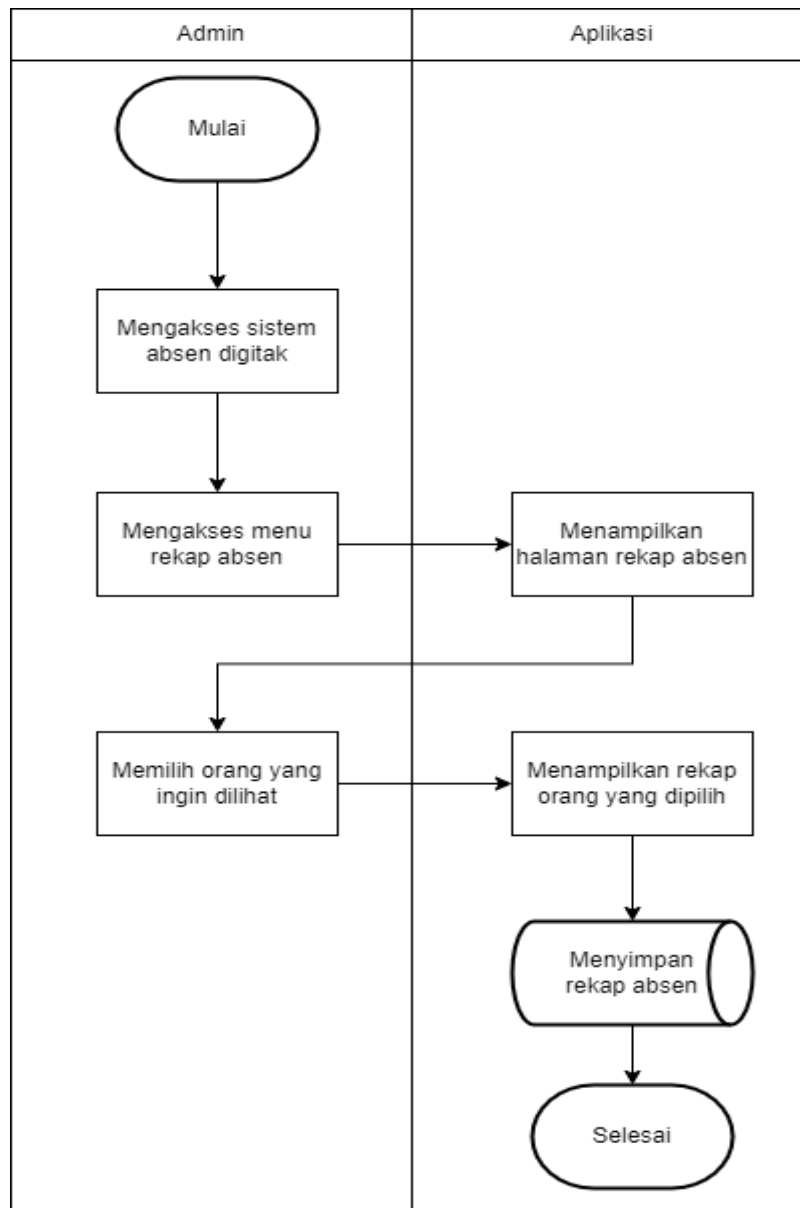 Admin
Aplikasi
Mulai
Mengakses sistem
absen digitak
Mengakses menu
rekap absen
Menampilkan
halaman rekap absen
Memilih orang yang
ingin dilihat
Menampilkan rekap
orang yang dipilih
Menyimpan
rekap absen
Selesai